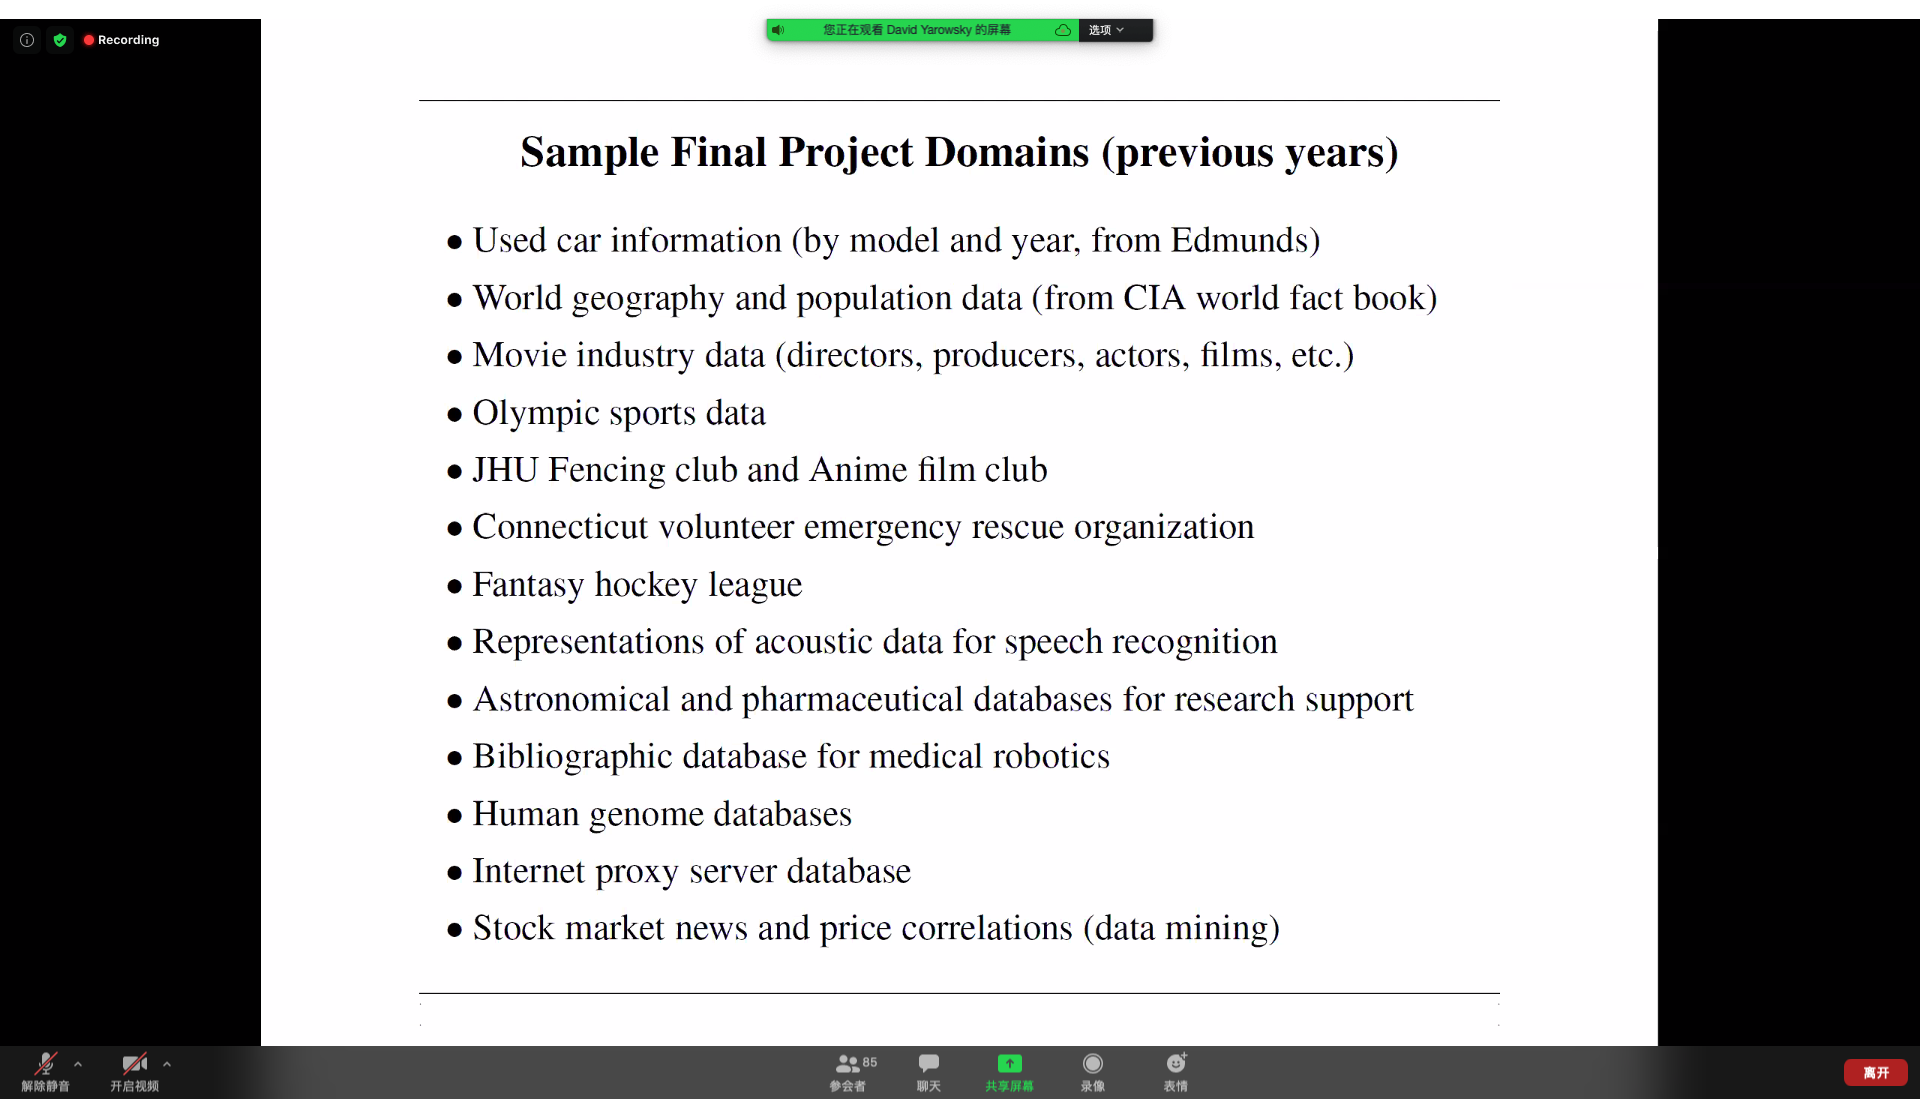 Recording
您正在观看 David Yarowsky 的屏幕
选项
Sample Final Project Domains (previous years)
• Used car information (by model and year, from Edmunds)
• World geography and population data (from CIA world fact book)
• Movie industry data (directors, producers, actors, films, etc.)
• Olympic sports data
• JHU Fencing club and Anime film club
• Connecticut volunteer emergency rescue organization
• Fantasy hockey league
• Representations of acoustic data for speech recognition
• Astronomical and pharmaceutical databases for research support
• Bibliographic database for medical robotics
• Human genome databases
• Internet proxy server database
• Stock market news and price correlations (data mining)
解除静音
开启视频
85
参会者
聊天
共享屏幕
录像
表情
离开